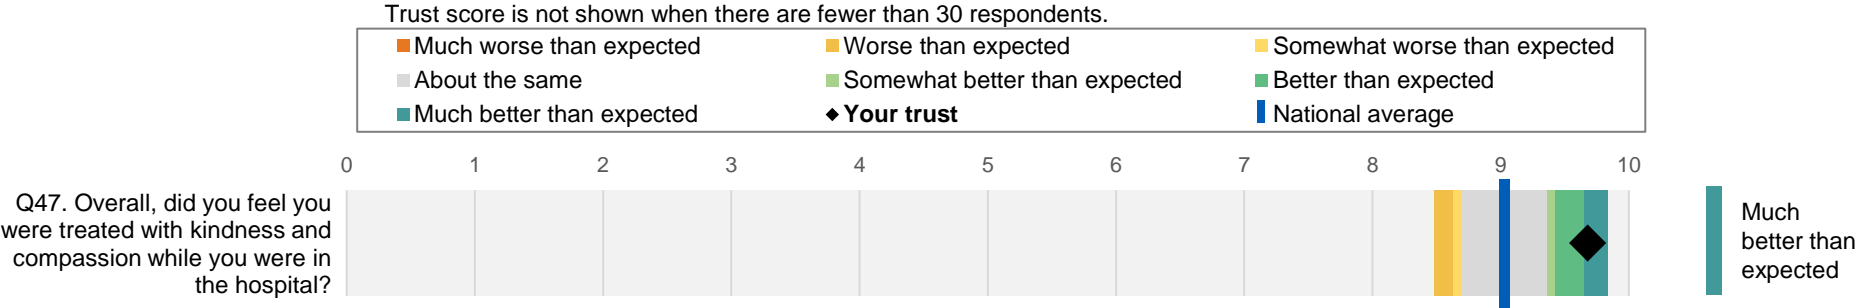 Trust score is not shown when there are fewer than 30 respondents.
Much worse than expected Worse than expected Somewhat worse than expected
About the same Somewhat better than expected Better than expected
Much better than expected Your trust National average
0 1 2 3 4 5 6 7 8 9 10
Q47. Overall, did you feel you
were treated with kindness and
compassion while you were in
the hospital?
Much
better than
expected